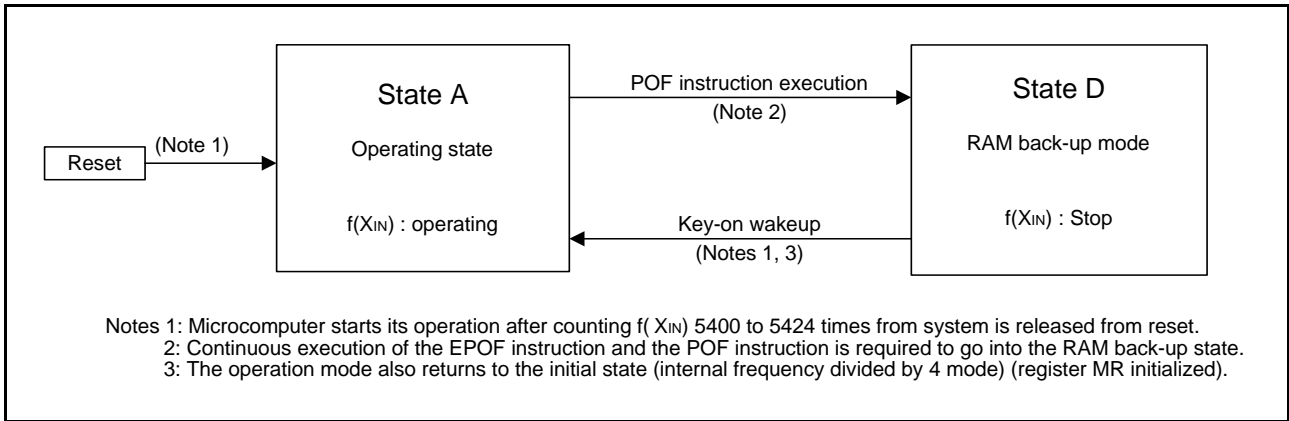 State A
Operating state
f(XIN) : operating
Reset
(Note 1)
POF instruction execution
(Note 2)
Key-on wakeup
(Notes 1, 3)
State D
RAM back-up mode
f(XIN) : Stop
Notes 1: Microcomputer starts its operation after counting f( XIN) 5400 to 5424 times from system is released from reset.
2: Continuous execution of the EPOF instruction and the POF instruction is required to go into the RAM back-up state.
3: The operation mode also returns to the initial state (internal frequency divided by 4 mode) (register MR initialized).